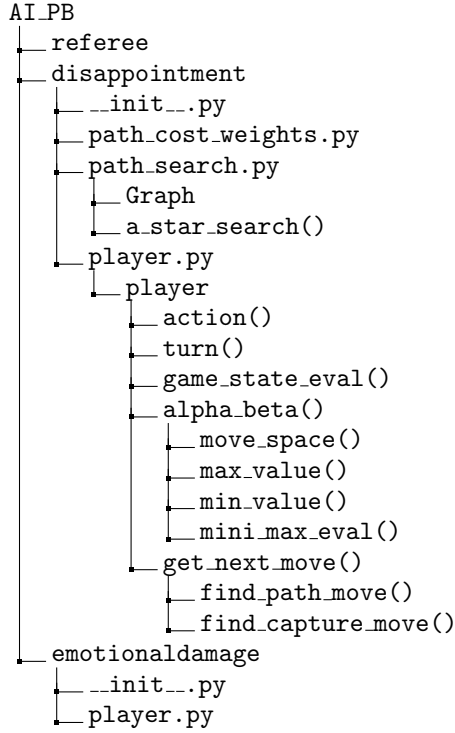 AI_PB
referee
disappointment
__init__.py
path_cost_weights.py
path_search.py
Graph
a_star_search()
player.py
player
action()
turn()
game_state_eval()
alpha_beta()
move_space()
max_value()
min_value()
mini_max_eval()
get_next_move()
find_path_move()
find_capture_move()
emotionaldamage
__init__.py
player.py